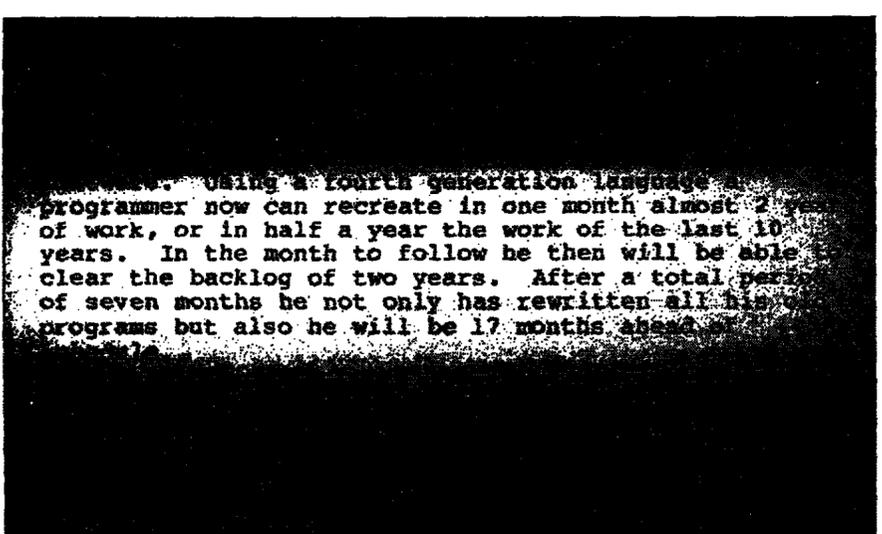 Using a fourth generation language a
programmer now can recreate in one month almost 2
of work, or in half a year the work of the last 10
years. In the month to follow he then will be able
clear the backlog of two years. After a total
of seven months he not only has rewritten all his
programs but also he will be 17 months ahead of